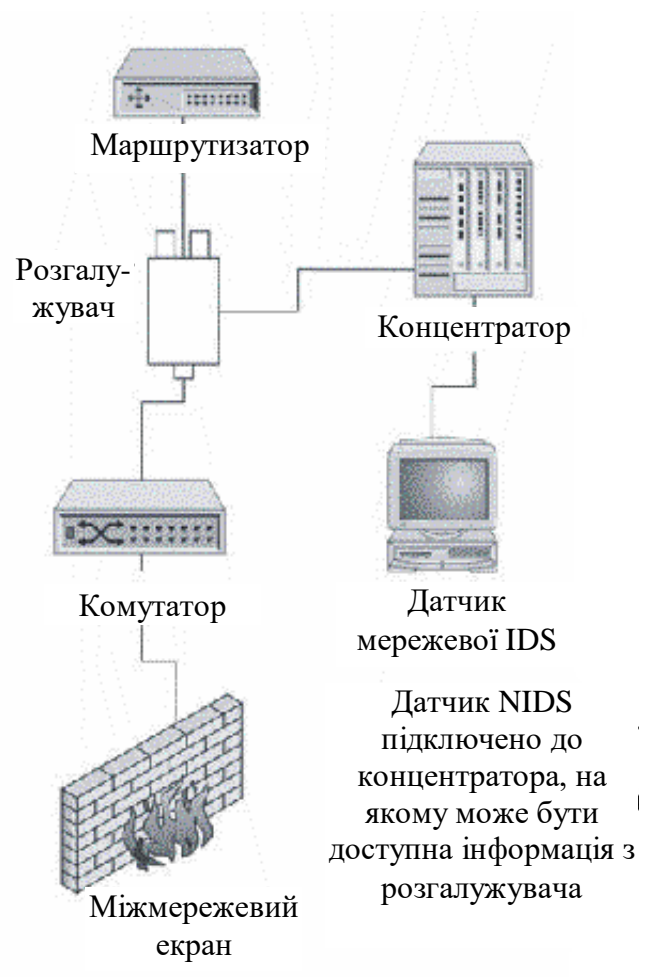 Маршрутизатор
Розгалу-
жувач
Концентратор
Комутатор
Датчик
мережевої IDS
Датчик NIDS
підключено до
концентратора, на
якому може бути
доступна інформація з
розгалужувача
Міжмережевий
екран